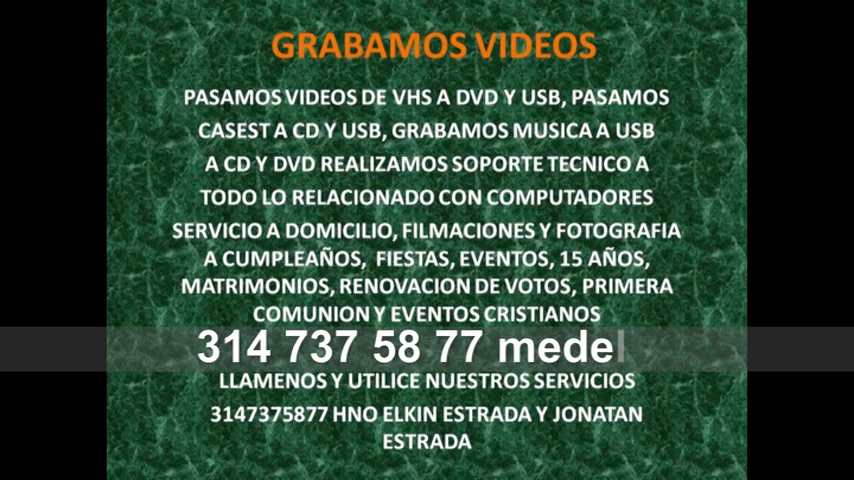 GRABAMOS VIDEOS
PASAMOS VIDEOS DE VHS A DVD Y USB, PASAMOS
CASEST A CD Y USB, GRABAMOS MUSICA A USB
A CD Y DVD REALIZAMOS SOPORTE TECNICO A
TODO LO RELACIONADO CON COMPUTADORES
SERVICIO A DOMICILIO, FILMACIONES Y FOTOGRAFIA
A CUMPLEAÑOS, FIESTAS, EVENTOS, 15 AÑOS,
MATRIMONIOS, RENOVACION DE VOTOS, PRIMERA
COMUNION Y EVENTOS CRISTIANOS
314 737 58 77 medel
LLAMENOS Y UTILICE NUESTROS SERVICIOS
3147375877 HNO ELKIN ESTRADA Y JONATAN
ESTRADA